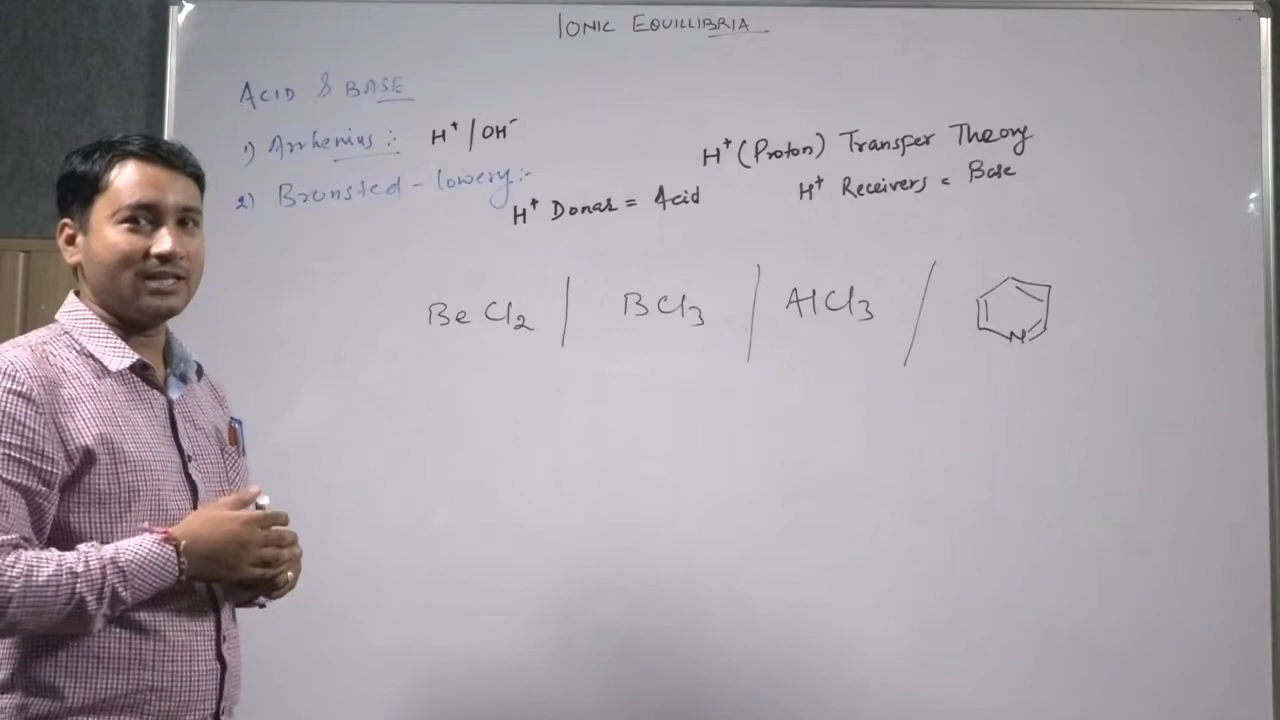 IONIC EQUILLIBRIA
ACID & BASE
1) Arrhenius :- H⁺ / OH⁻
H⁺ (Proton) Transfer Theory
2) Bronsted - lowery :-
H⁺ Donar = Acid
H⁺ Receivers = Base
BeCl₂ / BCl₃ / AlCl₃ /
N